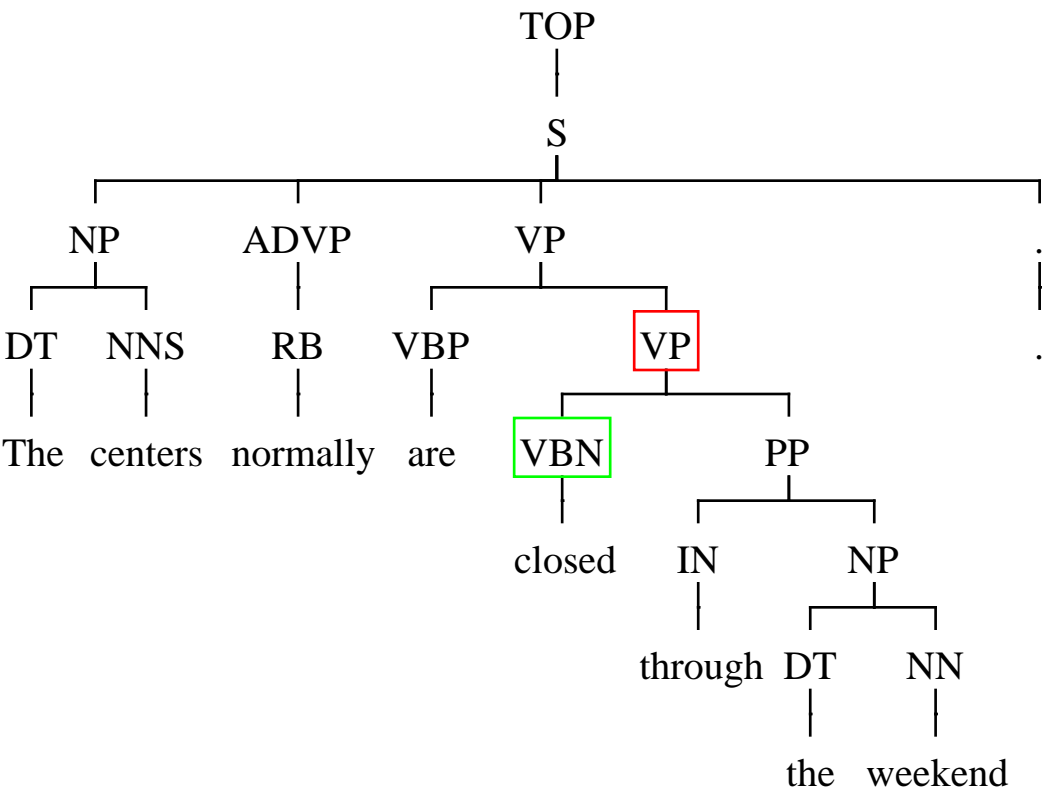 TOP
S
NP ADVP VP .
DT NNS RB VBP VP .
The centers normally are VBN PP
closed IN NP
through DT NN
the weekend